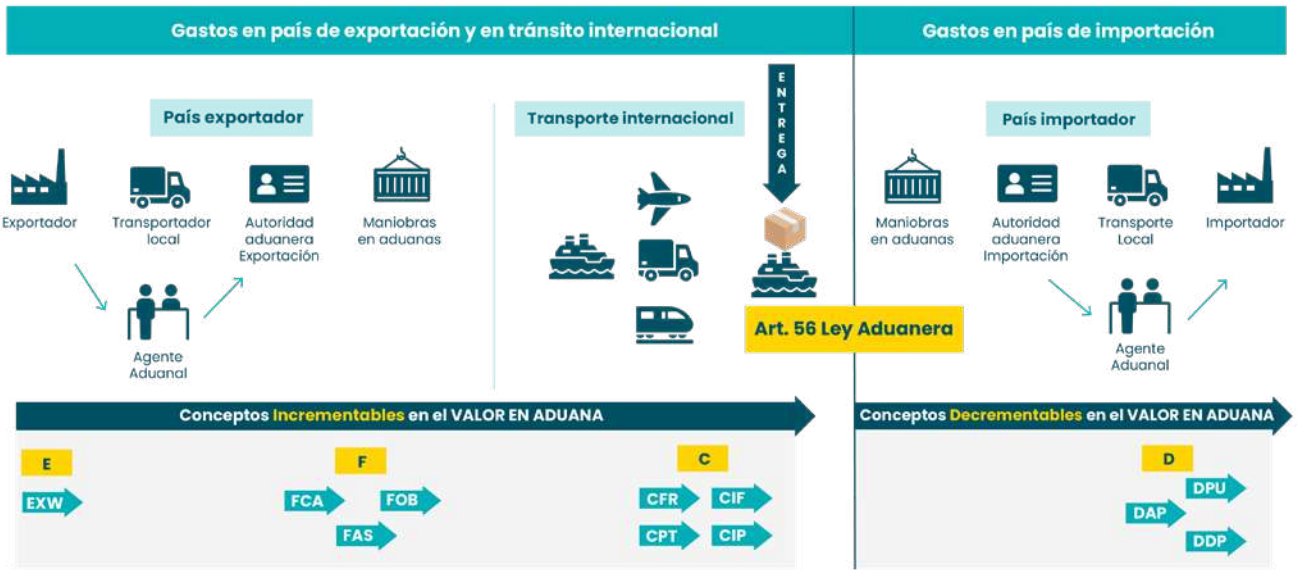 Gastos en país de exportación y en tránsito internacional
Gastos en país de importación
País exportador
Transporte internacional
ENTREGA
País importador
Exportador
Transportador
local
Autoridad
aduanera
Exportación
Maniobras
en aduanas
Agente
Aduanal
Maniobras
en aduanas
Autoridad
aduanera
Importación
Transporte
Local
Importador
Agente
Aduanal
Art. 56 Ley Aduanera
Conceptos Incrementables en el VALOR EN ADUANA
Conceptos Decrementables en el VALOR EN ADUANA
E
EXW
F
FCA
FOB
FAS
C
CFR
CIF
CPT
CIP
D
DPU
DAP
DDP